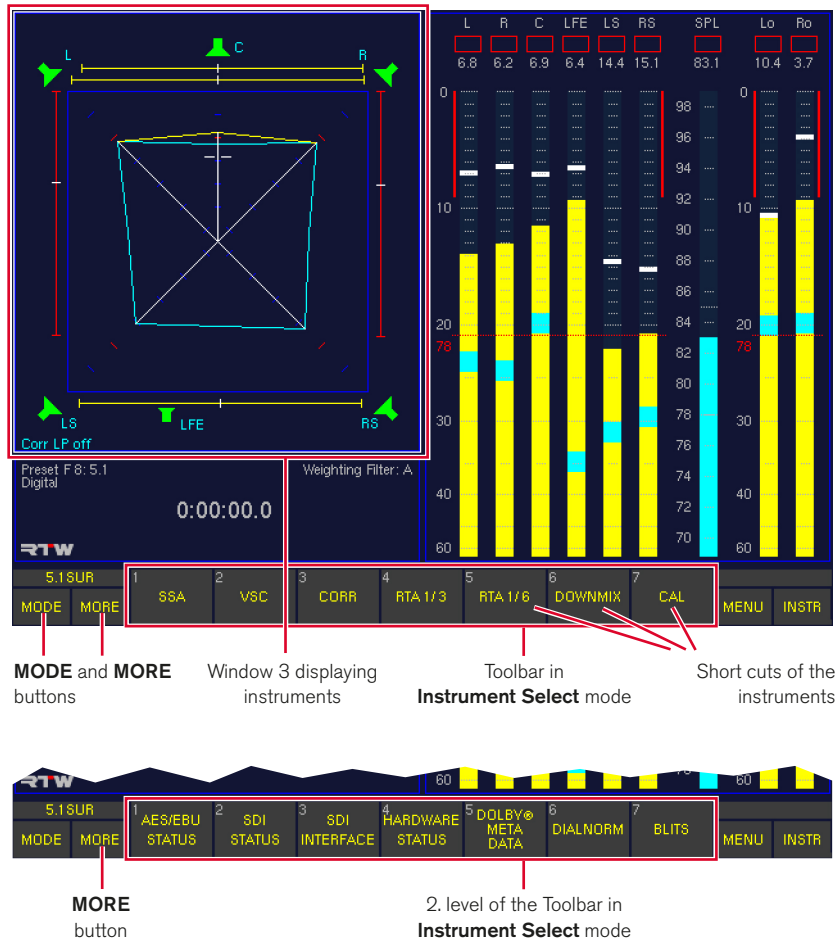 L R C LFE LS RS SPL Lo Ro
6.8 6.2 6.9 6.4 14.4 15.1 83.1 10.4 3.7
C
L R
0 0
98
96
94
92
10 10
90
88
86
84
20 20
78 78
82
80
78
30 30
76
74
40 40
72
70
60 60
LS LFE RS
Corr LP off
Preset F 8: 5.1 Weighting Filter: A
Digital
0:00:00.0
RTW
5.1SUR
MODE MORE
1 SSA
2 VSC
3 CORR
4 RTA 1/3
5 RTA 1/6
6 DOWNMIX
7 CAL
MENU INSTR
MODE and MORE
buttons
Window 3 displaying
instruments
Toolbar in
Instrument Select mode
Short cuts of the
instruments
RTW
60 60
5.1SUR
MODE MORE
1 AES/EBU
STATUS
2 SDI
STATUS
3 SDI
INTERFACE
4 HARDWARE
STATUS
5 DOLBY®
META
DATA
6 DIALNORM
7 BLITS
MENU INSTR
MORE
button
2. level of the Toolbar in
Instrument Select mode